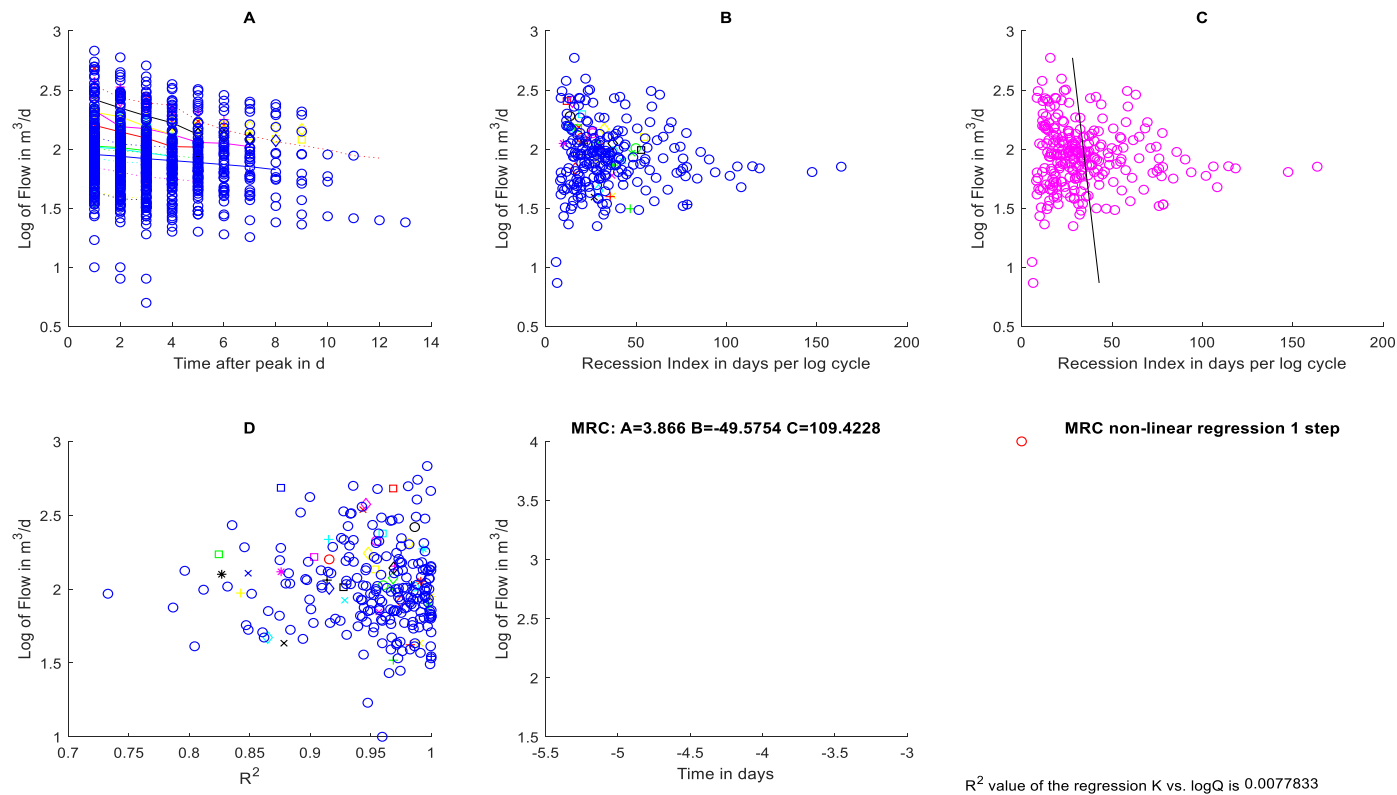 A
3
2.5
2
1.5
1
0.5
0 2 4 6 8 10 12 14
Log of Flow in m³/d
Time after peak in d
B
3
2.5
2
1.5
1
0.5
0 50 100 150 200
Log of Flow in m³/d
Recession Index in days per log cycle
C
3
2.5
2
1.5
1
0.5
0 50 100 150 200
Log of Flow in m³/d
Recession Index in days per log cycle
D
3
2.5
2
1.5
1
0.7 0.75 0.8 0.85 0.9 0.95 1
Log of Flow in m³/d
R²
MRC: A=3.866 B=-49.5754 C=109.4228
4
3.5
3
2.5
2
1.5
-5.5 -5 -4.5 -4 -3.5 -3
Log of Flow in m³/d
Time in days
MRC non-linear regression 1 step
R² value of the regression K vs. logQ is 0.0077833